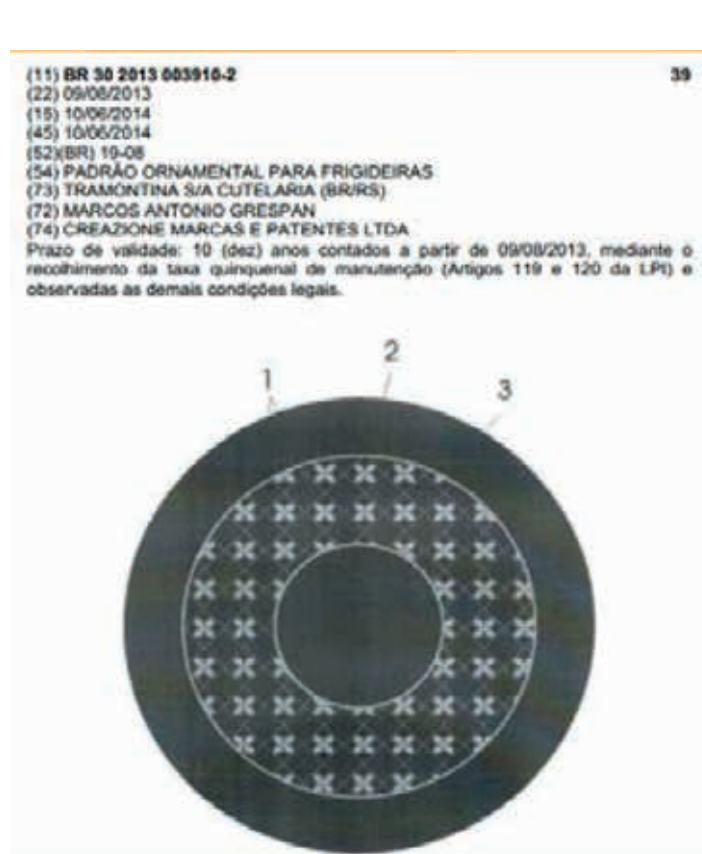 (11) BR 30 2013 003910-2 39
(22) 09/08/2013
(15) 10/06/2014
(45) 10/06/2014
(52)(BR) 19-08
(54) PADRÃO ORNAMENTAL PARA FRIGIDEIRAS
(73) TRAMONTINA S/A CUTELARIA (BR/RS)
(72) MARCOS ANTONIO GRESPAN
(74) CREAZIONE MARCAS E PATENTES LTDA
Prazo de validade: 10 (dez) anos contados a partir de 09/08/2013, mediante o
recolhimento da taxa quinquenal de manutenção (Artigos 119 e 120 da LPI) e
observadas as demais condições legais.
1 2 3